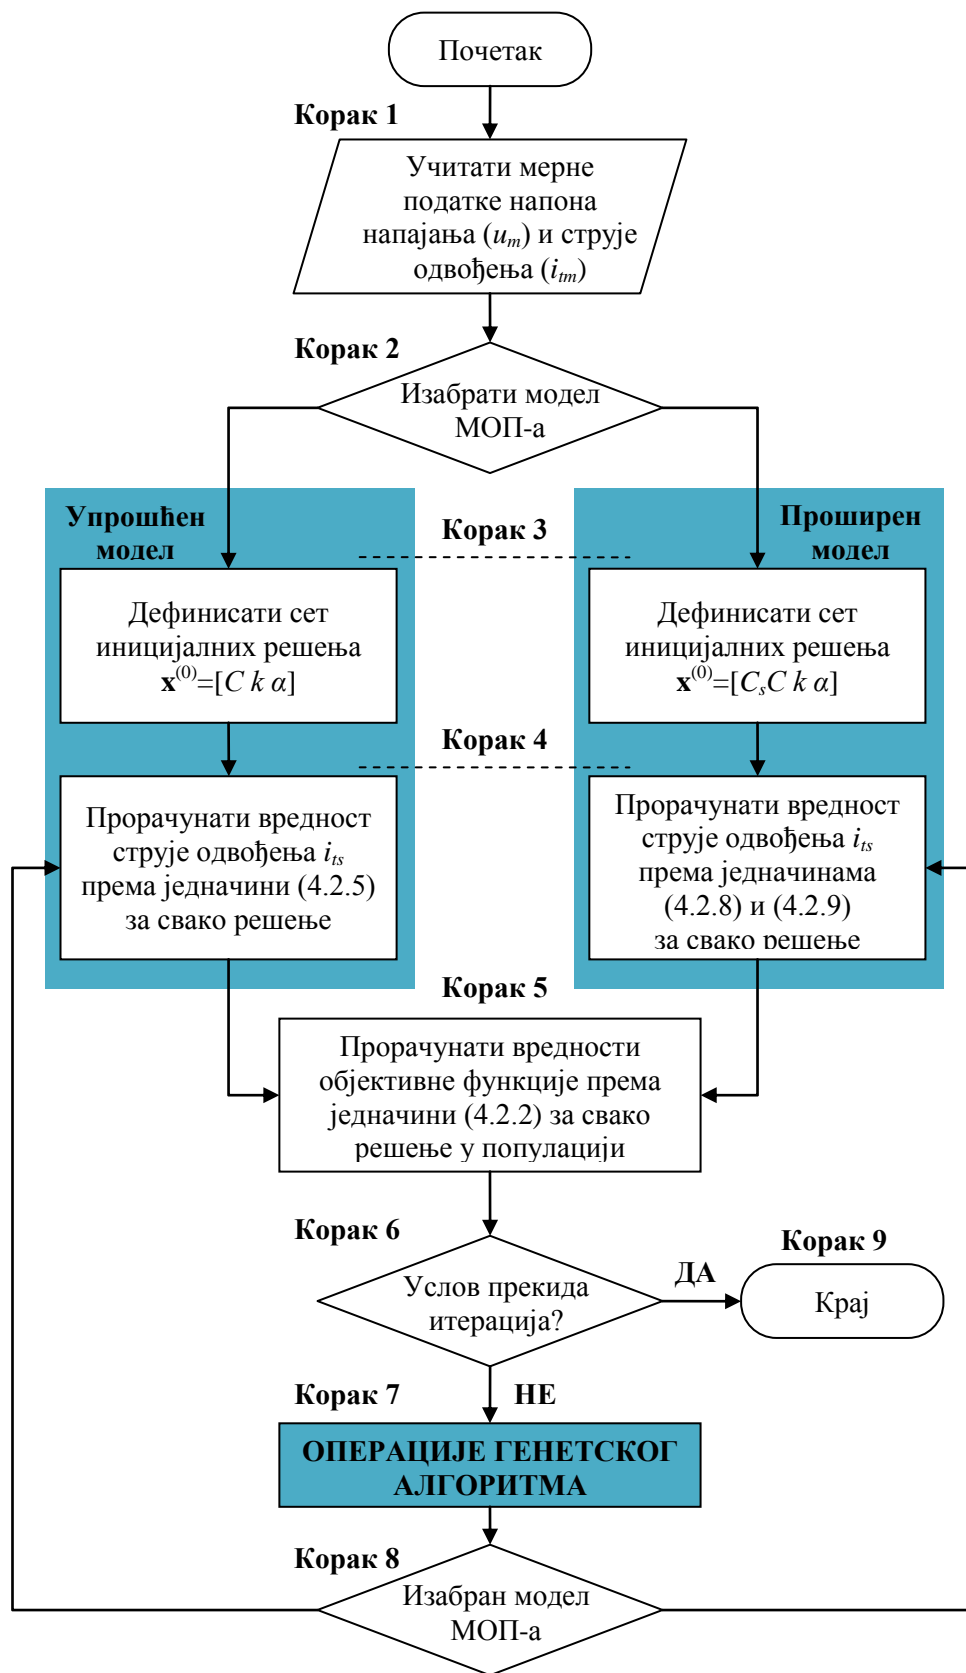 Почетак
Корак 1
Учитати мерне
податке напона
напајања (uₘ) и струје
одвођења (iₜₘ)
Корак 2
Изабрати модел
МОП-а
Упрошћен
модел
Корак 3
Проширен
модел
Дефинисати сет
иницијалних решења
x⁽⁰⁾=[C k α]
Дефинисати сет
иницијалних решења
x⁽⁰⁾=[CₛC k α]
Корак 4
Прорачунати вредност
струје одвођења iₜₛ
према једначини (4.2.5)
за свако решење
Прорачунати вредност
струје одвођења iₜₛ
према једначинама
(4.2.8) и (4.2.9)
за свако решење
Корак 5
Прорачунати вредности
објективне функције према
једначини (4.2.2) за свако
решење у популацији
Корак 6
Услов прекида
итерација?
ДА
Корак 9
Крај
Корак 7
НЕ
ОПЕРАЦИЈЕ ГЕНЕТСКОГ
АЛГОРИТМА
Корак 8
Изабран модел
МОП-а